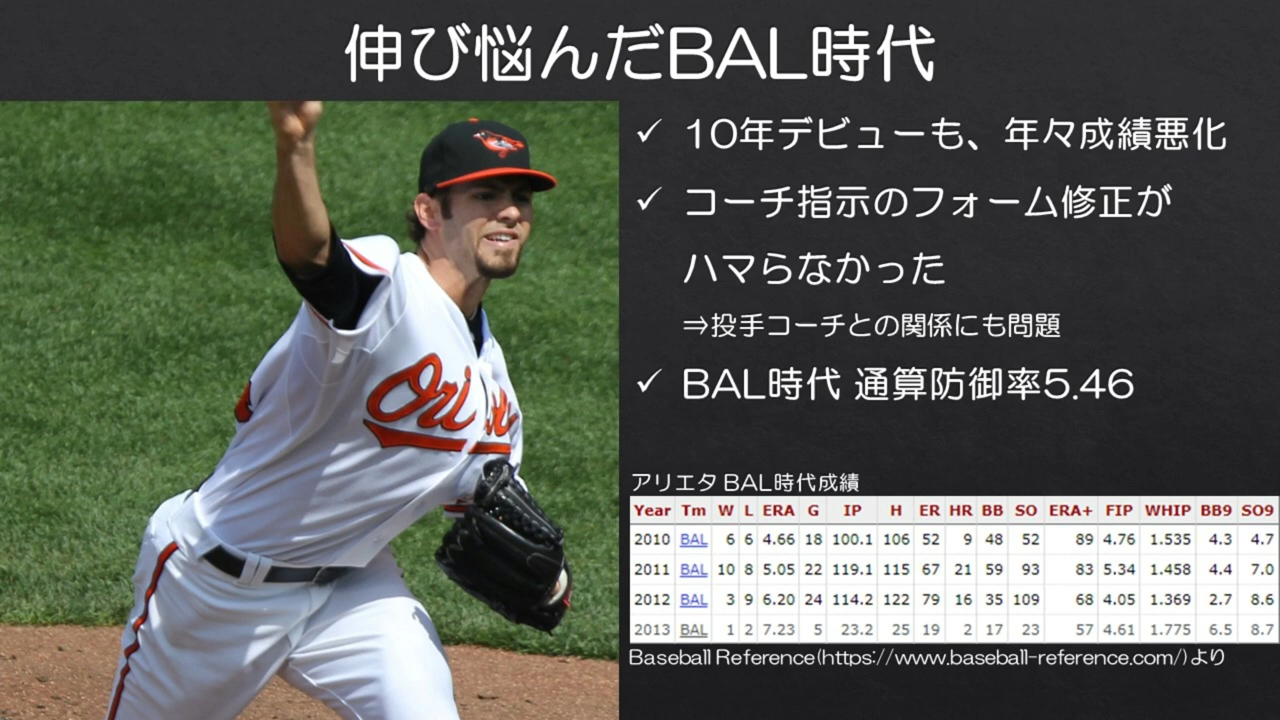 伸び悩んだBAL時代
✓ 10年デビューも、年々成績悪化
✓ コーチ指示のフォーム修正が
ハマらなかった
⇒投手コーチとの関係にも問題
✓ BAL時代 通算防御率5.46
アリエタ BAL時代成績
Year Tm W L ERA G IP H ER HR BB SO ERA+ FIP WHIP BB9 SO9
2010 BAL 6 6 4.66 18 100.1 106 52 9 48 52 89 4.76 1.535 4.3 4.7
2011 BAL 10 8 5.05 22 119.1 115 67 21 59 93 83 5.34 1.458 4.4 7.0
2012 BAL 3 9 6.20 24 114.2 122 79 16 35 109 68 4.05 1.369 2.7 8.6
2013 BAL 1 2 7.23 5 23.2 25 19 2 17 23 57 4.61 1.775 6.5 8.7
Baseball Reference(https://www.baseball-reference.com/)より